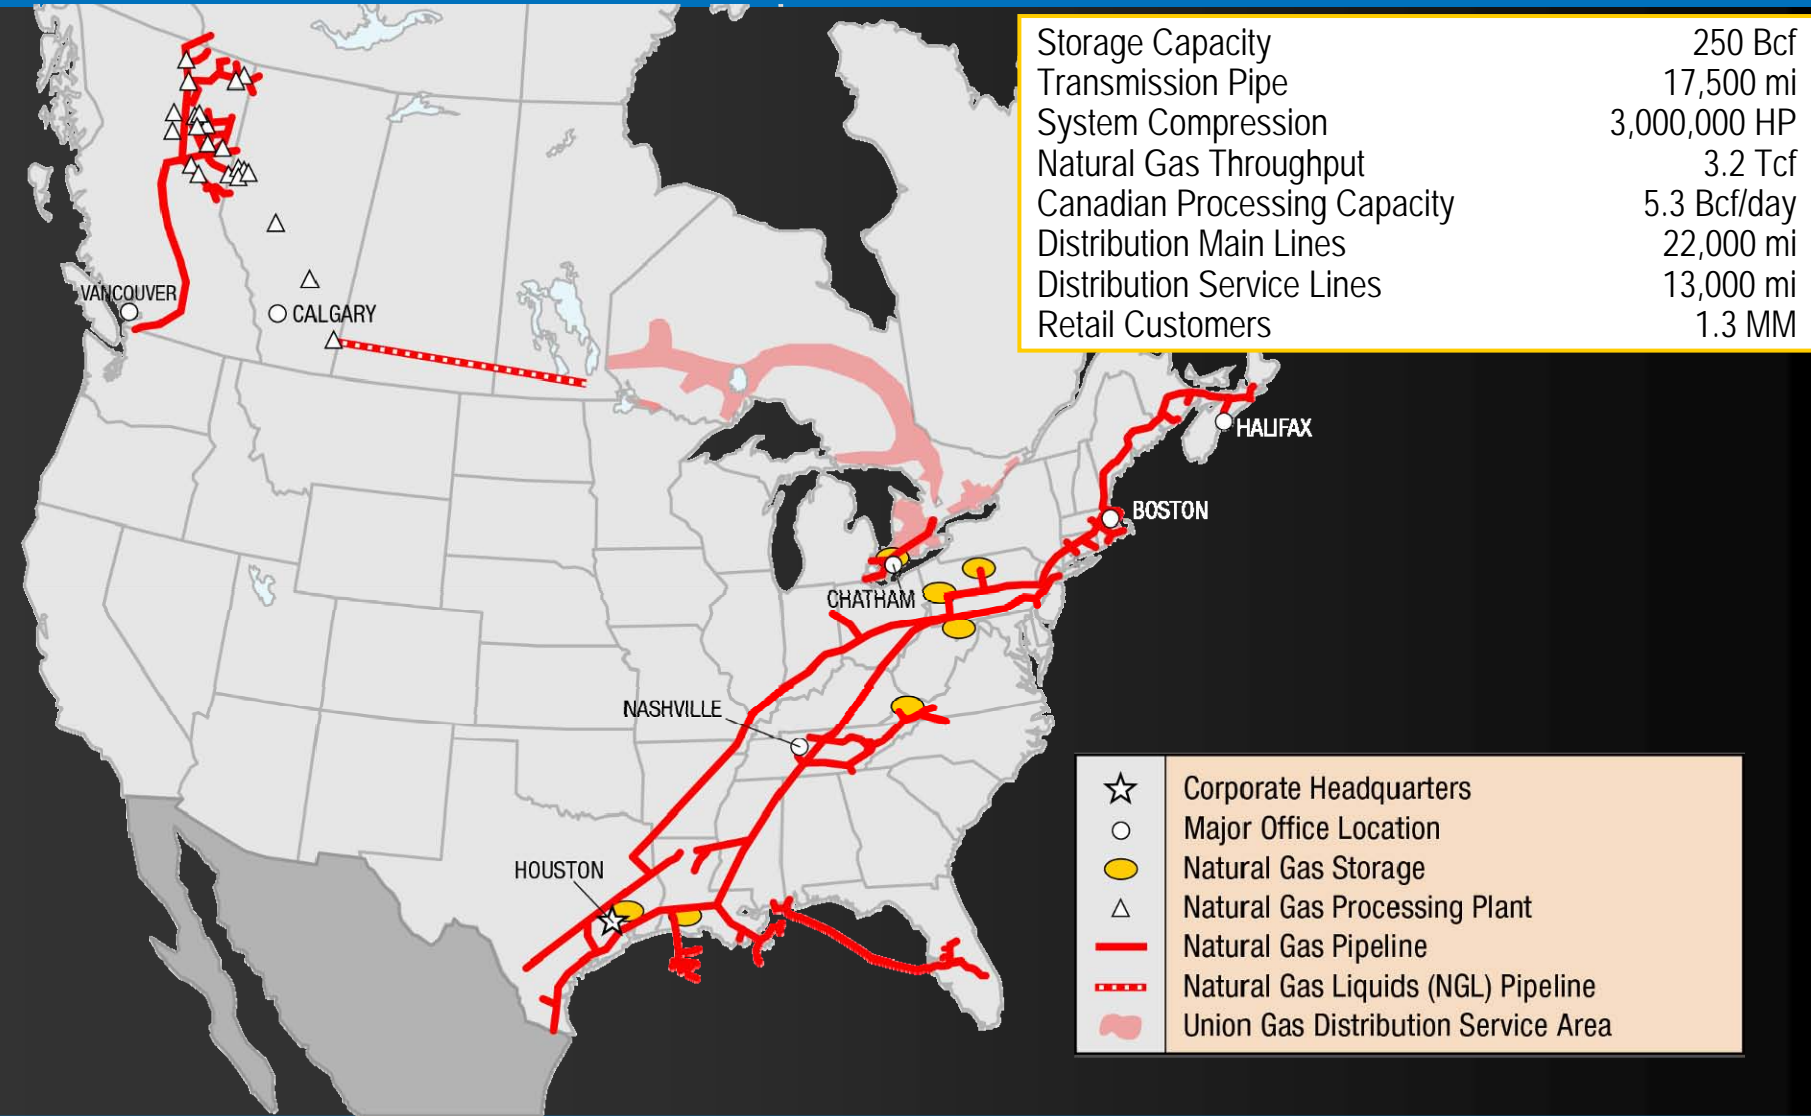 Storage Capacity 250 Bcf
Transmission Pipe 17,500 mi
System Compression 3,000,000 HP
Natural Gas Throughput 3.2 Tcf
Canadian Processing Capacity 5.3 Bcf/day
Distribution Main Lines 22,000 mi
Distribution Service Lines 13,000 mi
Retail Customers 1.3 MM
VANCOUVER
CALGARY
HALIFAX
BOSTON
CHATHAM
NASHVILLE
HOUSTON
Corporate Headquarters
Major Office Location
Natural Gas Storage
Natural Gas Processing Plant
Natural Gas Pipeline
Natural Gas Liquids (NGL) Pipeline
Union Gas Distribution Service Area